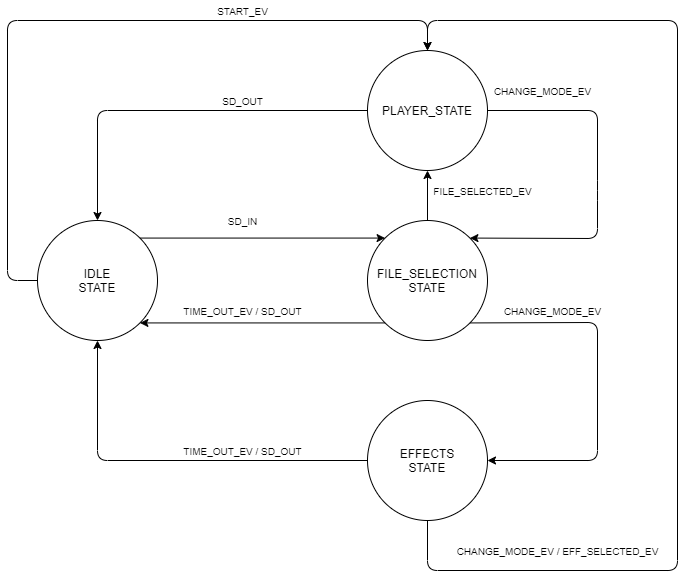 START_EV
CHANGE_MODE_EV
SD_OUT
PLAYER_STATE
FILE_SELECTED_EV
SD_IN
IDLE
STATE
FILE_SELECTION
STATE
TIME_OUT_EV / SD_OUT
CHANGE_MODE_EV
EFFECTS
STATE
TIME_OUT_EV / SD_OUT
CHANGE_MODE_EV / EFF_SELECTED_EV